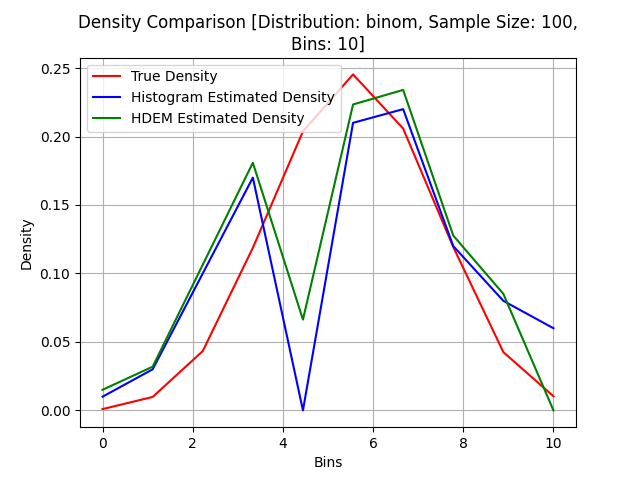 Density Comparison [Distribution: binom, Sample Size: 100,
Bins: 10]
True Density
Histogram Estimated Density
HDEM Estimated Density
0.25
0.20
0.15
0.10
0.05
0.00
Density
0 2 4 6 8 10
Bins